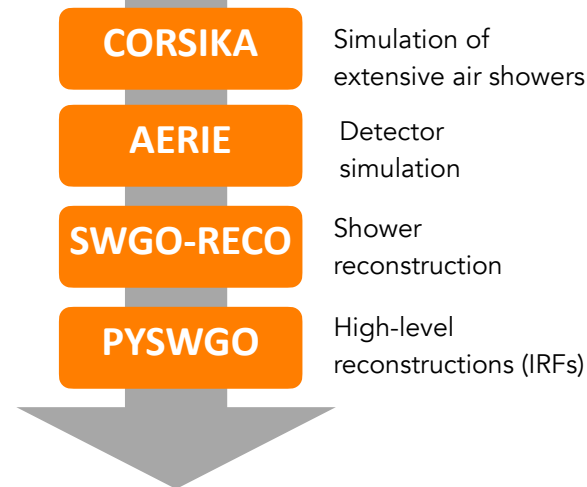 CORSIKA
Simulation of
extensive air showers
AERIE
Detector
simulation
SWGO-RECO
Shower
reconstruction
PYSWGO
High-level
reconstructions (IRFs)